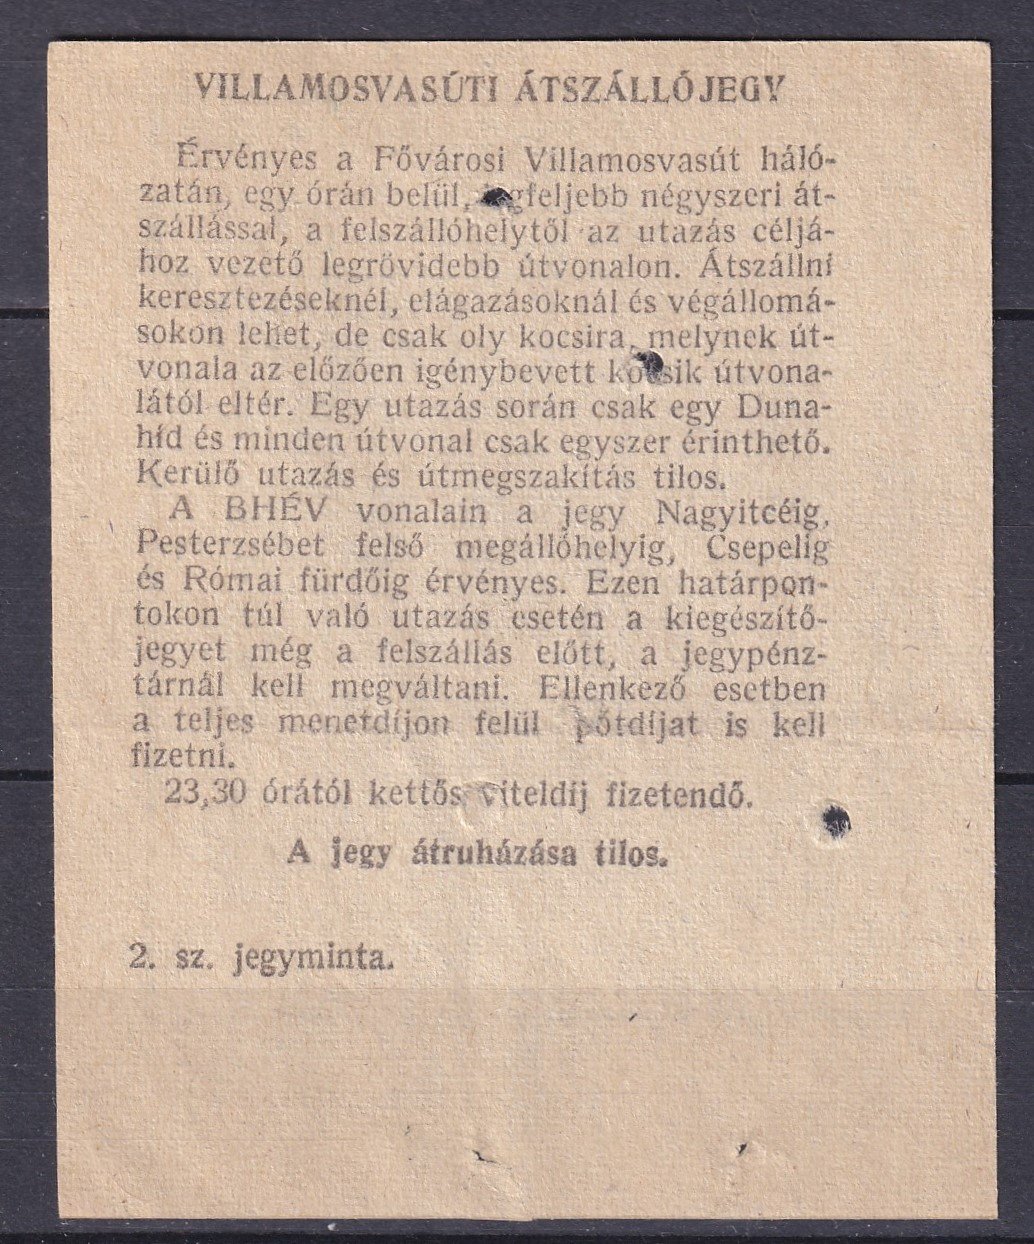 VILLAMOSVASÚTI ÁTSZÁLLÓJEGY
Érvényes a Fővárosi Villamosvasút háló-
zatán, egy órán belül, legfeljebb négyszeri át-
szállással, a felszállóhelytől az utazás céljá-
hoz vezető legrövidebb útvonalon. Átszállni
keresztezéseknél, elágazásoknál és végállomá-
sokon lehet, de csak oly kocsira, melynek út-
vonala az előzően igénybevett kocsik útvona-
lától eltér. Egy utazás során csak egy Duna-
híd és minden útvonal csak egyszer érinthető.
Kerülő utazás és útmegszakítás tilos.
A BHÉV vonalain a jegy Nagyitcéig,
Pesterzsébet felső megállóhelyig, Csepelig
és Római fürdőig érvényes. Ezen határpon-
tokon túl való utazás esetén a kiegészítő-
jegyet még a felszállás előtt, a jegypénz-
tárnál kell megváltani. Ellenkező esetben
a teljes menetdíjon felül pótdíjat is kell
fizetni.
23,30 órától kettős viteldíj fizetendő.
A jegy átruházása tilos.
2. sz. jegyminta.